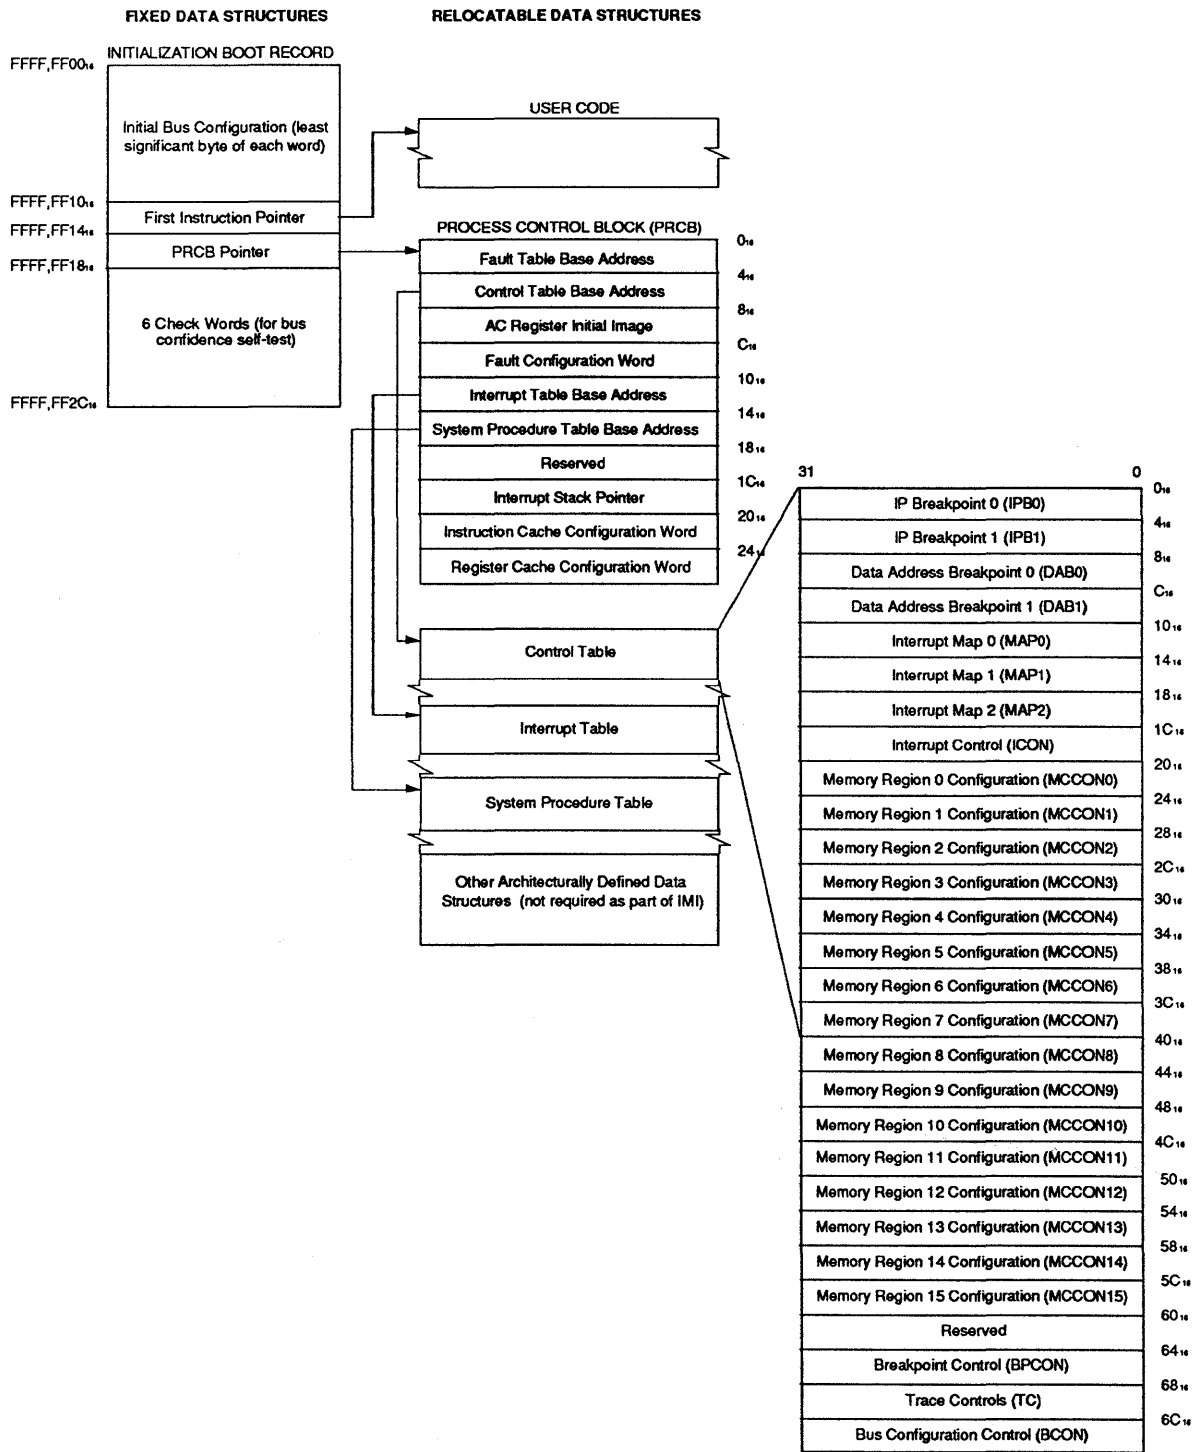 FIXED DATA STRUCTURES
RELOCATABLE DATA STRUCTURES
INITIALIZATION BOOT RECORD
FFFF,FF00₁₆
Initial Bus Configuration (least
significant byte of each word)
FFFF,FF10₁₆
First Instruction Pointer
FFFF,FF14₁₆
PRCB Pointer
FFFF,FF18₁₆
6 Check Words (for bus
confidence self-test)
FFFF,FF2C₁₆
USER CODE
PROCESS CONTROL BLOCK (PRCB)
0₁₆
Fault Table Base Address
4₁₆
Control Table Base Address
8₁₆
AC Register Initial Image
C₁₆
Fault Configuration Word
10₁₆
Interrupt Table Base Address
14₁₆
System Procedure Table Base Address
18₁₆
Reserved
1C₁₆
Interrupt Stack Pointer
20₁₆
Instruction Cache Configuration Word
24₁₆
Register Cache Configuration Word
Control Table
Interrupt Table
System Procedure Table
Other Architecturally Defined Data
Structures (not required as part of IMI)
31 0
0₁₆
IP Breakpoint 0 (IPB0)
4₁₆
IP Breakpoint 1 (IPB1)
8₁₆
Data Address Breakpoint 0 (DAB0)
C₁₆
Data Address Breakpoint 1 (DAB1)
10₁₆
Interrupt Map 0 (MAP0)
14₁₆
Interrupt Map 1 (MAP1)
18₁₆
Interrupt Map 2 (MAP2)
1C₁₆
Interrupt Control (ICON)
20₁₆
Memory Region 0 Configuration (MCCON0)
24₁₆
Memory Region 1 Configuration (MCCON1)
28₁₆
Memory Region 2 Configuration (MCCON2)
2C₁₆
Memory Region 3 Configuration (MCCON3)
30₁₆
Memory Region 4 Configuration (MCCON4)
34₁₆
Memory Region 5 Configuration (MCCON5)
38₁₆
Memory Region 6 Configuration (MCCON6)
3C₁₆
Memory Region 7 Configuration (MCCON7)
40₁₆
Memory Region 8 Configuration (MCCON8)
44₁₆
Memory Region 9 Configuration (MCCON9)
48₁₆
Memory Region 10 Configuration (MCCON10)
4C₁₆
Memory Region 11 Configuration (MCCON11)
50₁₆
Memory Region 12 Configuration (MCCON12)
54₁₆
Memory Region 13 Configuration (MCCON13)
58₁₆
Memory Region 14 Configuration (MCCON14)
5C₁₆
Memory Region 15 Configuration (MCCON15)
60₁₆
Reserved
64₁₆
Breakpoint Control (BPCON)
68₁₆
Trace Controls (TC)
6C₁₆
Bus Configuration Control (BCON)